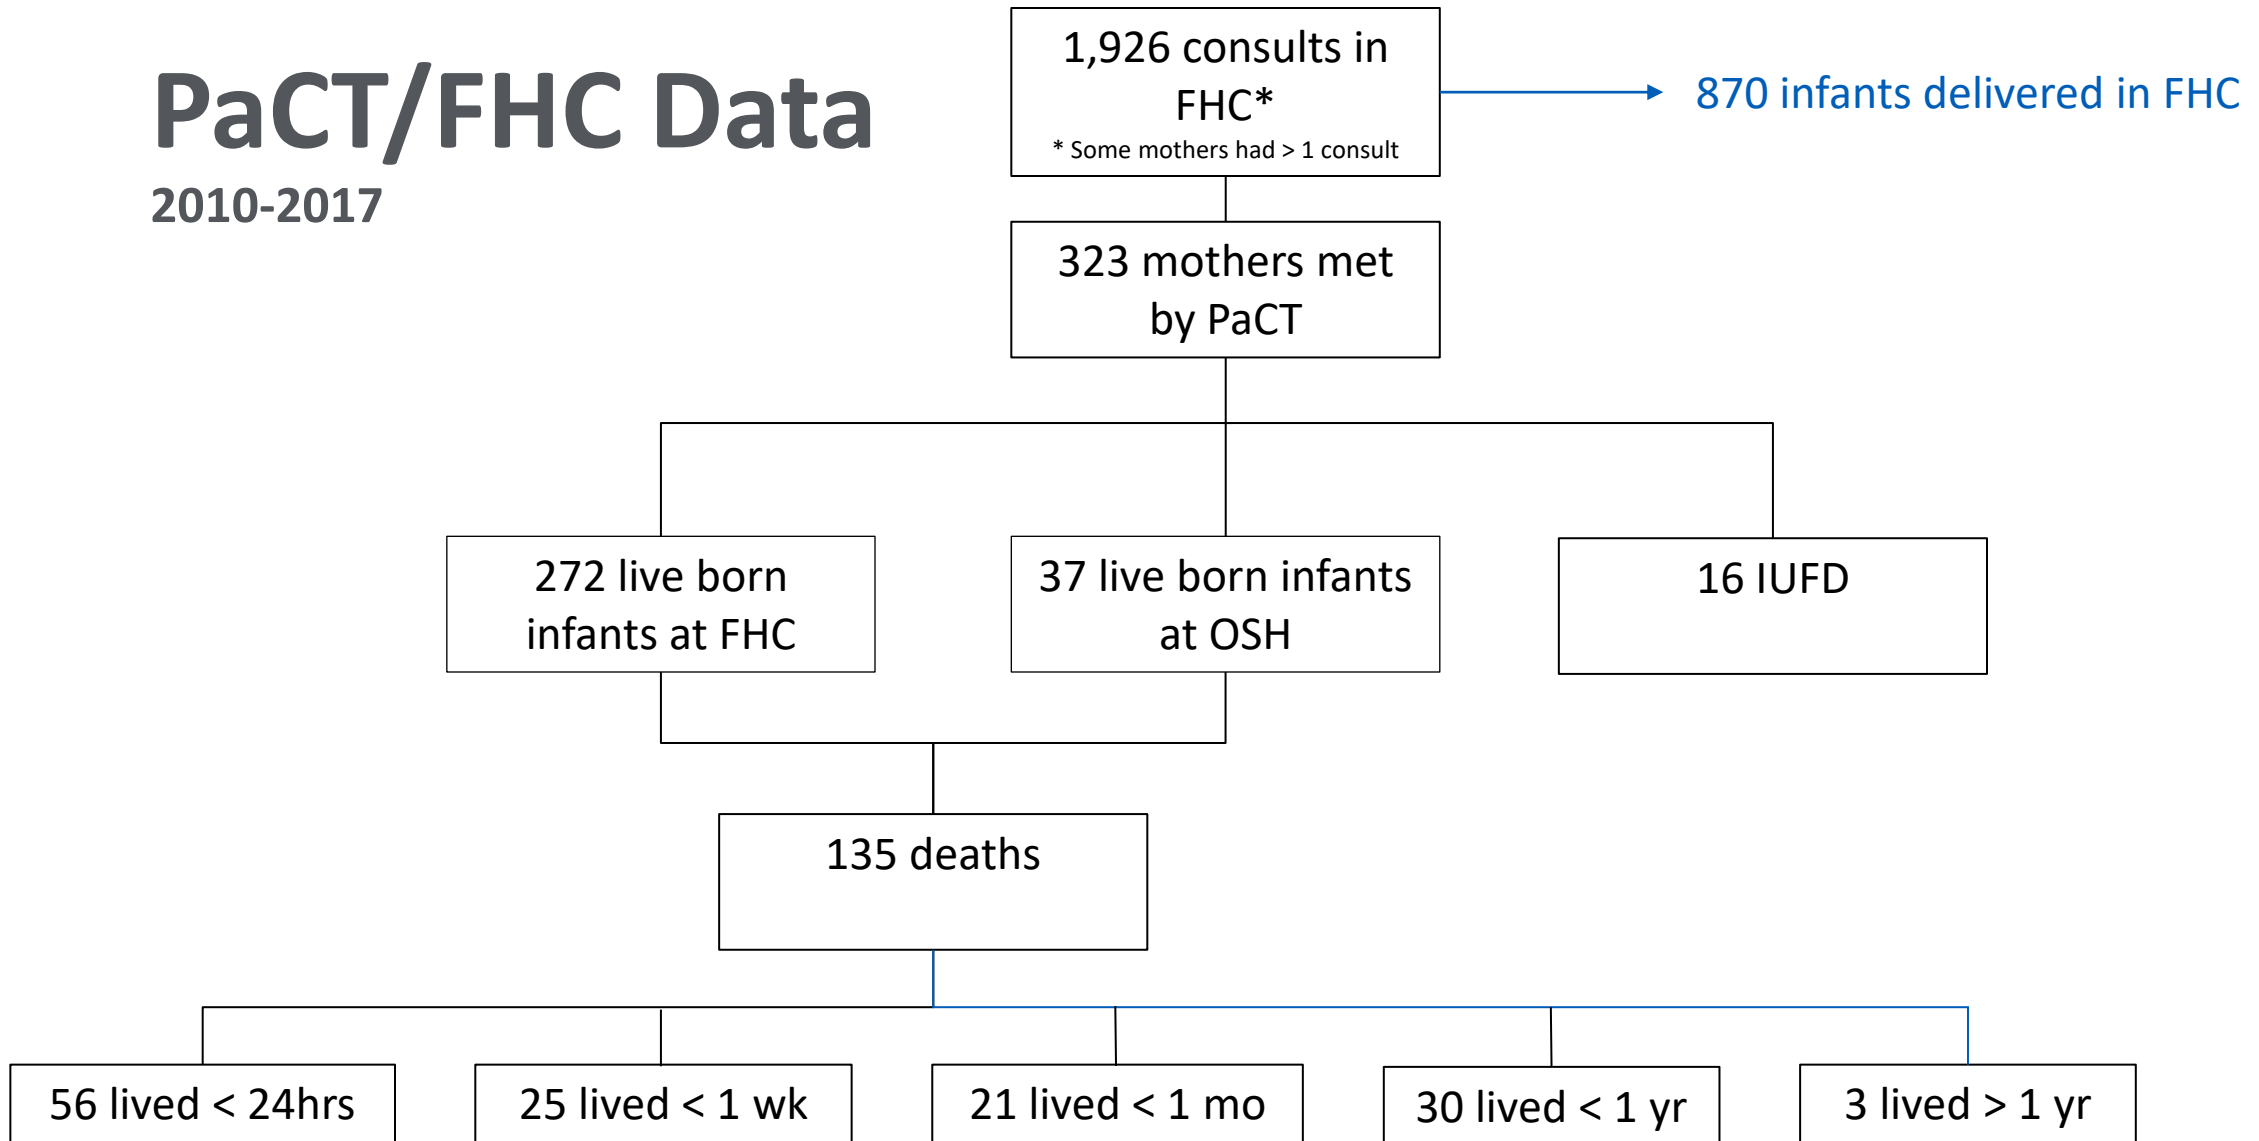 PaCT/FHC Data
2010-2017
1,926 consults in
FHC*
* Some mothers had > 1 consult
870 infants delivered in FHC
323 mothers met
by PaCT
272 live born
infants at FHC
37 live born infants
at OSH
16 IUFD
135 deaths
56 lived < 24hrs
25 lived < 1 wk
21 lived < 1 mo
30 lived < 1 yr
3 lived > 1 yr